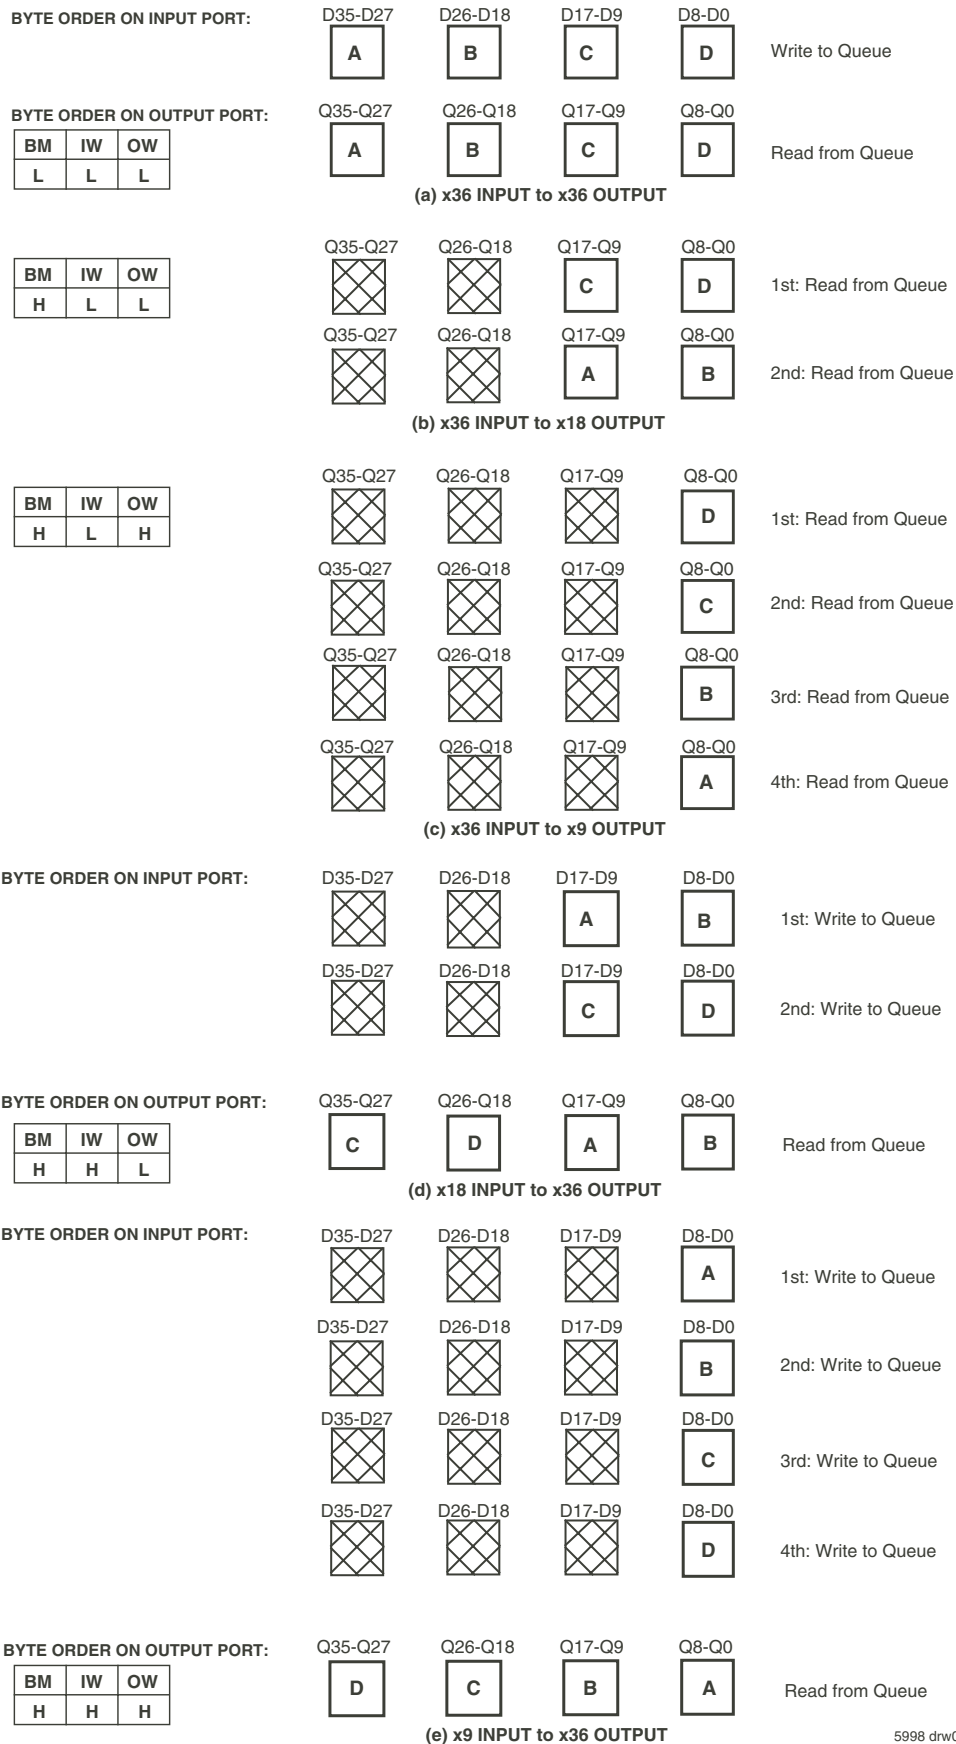 BYTE ORDER ON INPUT PORT: D35-D27 D26-D18 D17-D9 D8-D0
A B C D Write to Queue
BYTE ORDER ON OUTPUT PORT: Q35-Q27 Q26-Q18 Q17-Q9 Q8-Q0
BM IW OW
A B C D Read from Queue
L L L
(a) x36 INPUT to x36 OUTPUT
Q35-Q27 Q26-Q18 Q17-Q9 Q8-Q0
BM IW OW
C D 1st: Read from Queue
H L L
Q35-Q27 Q26-Q18 Q17-Q9 Q8-Q0
A B 2nd: Read from Queue
(b) x36 INPUT to x18 OUTPUT
Q35-Q27 Q26-Q18 Q17-Q9 Q8-Q0
BM IW OW
D 1st: Read from Queue
H L H
Q35-Q27 Q26-Q18 Q17-Q9 Q8-Q0
C 2nd: Read from Queue
Q35-Q27 Q26-Q18 Q17-Q9 Q8-Q0
B 3rd: Read from Queue
Q35-Q27 Q26-Q18 Q17-Q9 Q8-Q0
A 4th: Read from Queue
(c) x36 INPUT to x9 OUTPUT
BYTE ORDER ON INPUT PORT: D35-D27 D26-D18 D17-D9 D8-D0
A B 1st: Write to Queue
D35-D27 D26-D18 D17-D9 D8-D0
C D 2nd: Write to Queue
BYTE ORDER ON OUTPUT PORT: Q35-Q27 Q26-Q18 Q17-Q9 Q8-Q0
BM IW OW
C D A B Read from Queue
H H L
(d) x18 INPUT to x36 OUTPUT
BYTE ORDER ON INPUT PORT: D35-D27 D26-D18 D17-D9 D8-D0
A 1st: Write to Queue
D35-D27 D26-D18 D17-D9 D8-D0
B 2nd: Write to Queue
D35-D27 D26-D18 D17-D9 D8-D0
C 3rd: Write to Queue
D35-D27 D26-D18 D17-D9 D8-D0
D 4th: Write to Queue
BYTE ORDER ON OUTPUT PORT: Q35-Q27 Q26-Q18 Q17-Q9 Q8-Q0
BM IW OW
D C B A Read from Queue
H H H
(e) x9 INPUT to x36 OUTPUT
5998